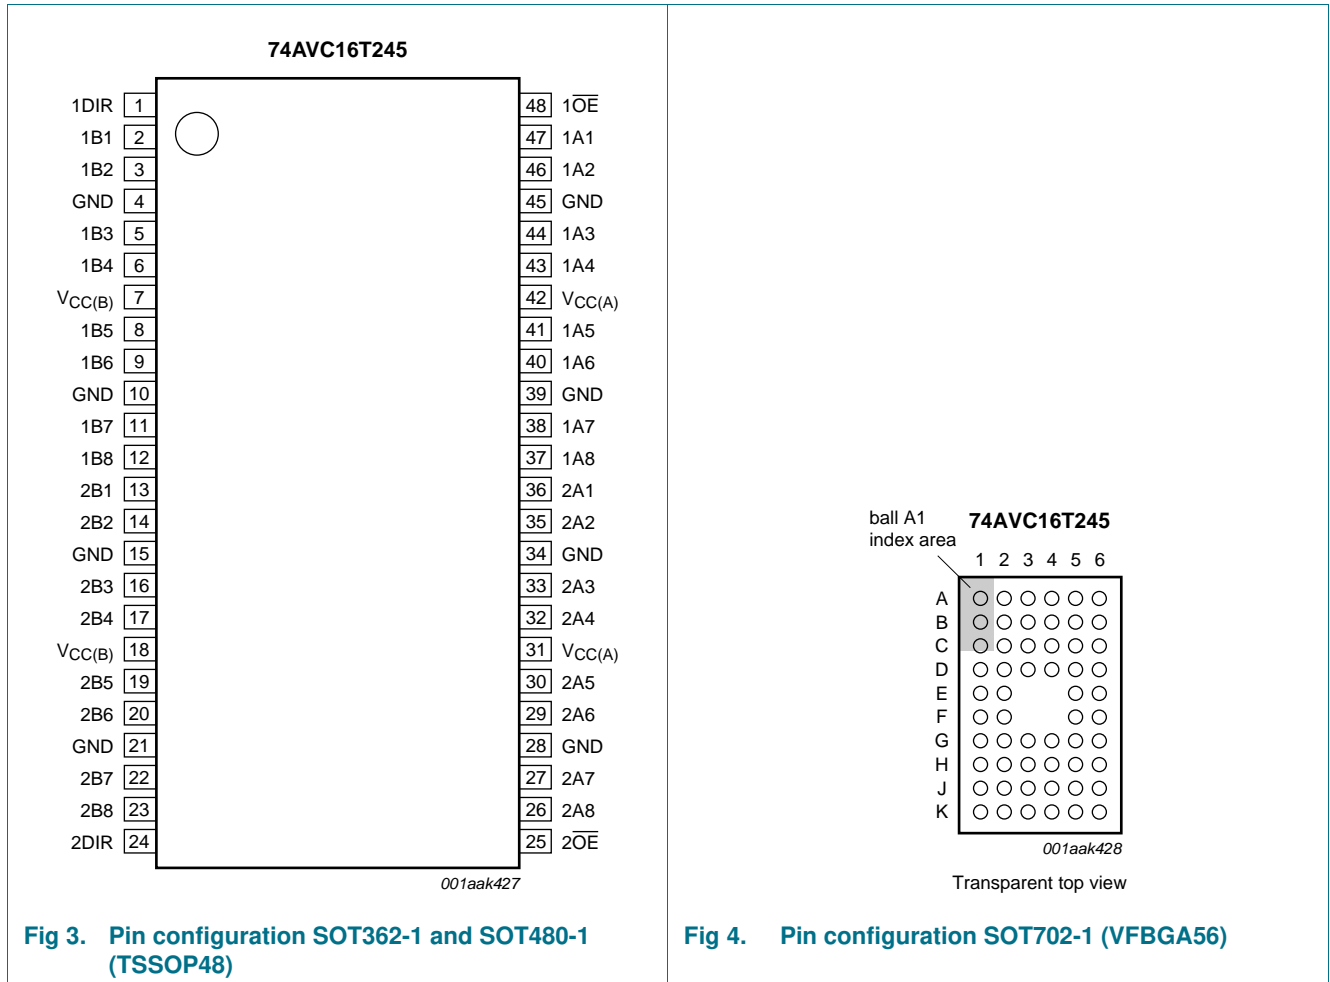 74AVC16T245
1DIR 1 48 1OE
1B1 2 47 1A1
1B2 3 46 1A2
GND 4 45 GND
1B3 5 44 1A3
1B4 6 43 1A4
VCC(B) 7 42 VCC(A)
1B5 8 41 1A5
1B6 9 40 1A6
GND 10 39 GND
1B7 11 38 1A7
1B8 12 37 1A8
2B1 13 36 2A1
2B2 14 35 2A2
GND 15 34 GND
2B3 16 33 2A3
2B4 17 32 2A4
VCC(B) 18 31 VCC(A)
2B5 19 30 2A5
2B6 20 29 2A6
GND 21 28 GND
2B7 22 27 2A7
2B8 23 26 2A8
2DIR 24 25 2OE
001aak427
Fig 3. Pin configuration SOT362-1 and SOT480-1
(TSSOP48)
ball A1
index area
74AVC16T245
1 2 3 4 5 6
A
B
C
D
E
F
G
H
J
K
001aak428
Transparent top view
Fig 4. Pin configuration SOT702-1 (VFBGA56)